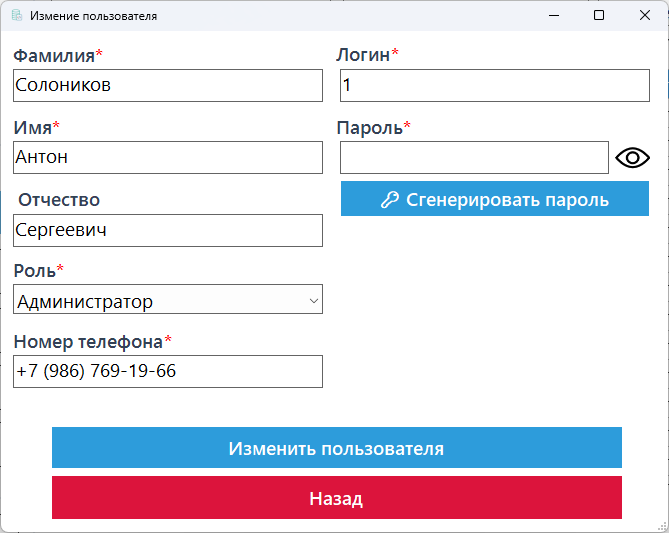 Измение пользователя
Фамилия*
Солоников
Имя*
Антон
Отчество
Сергеевич
Роль*
Администратор
Номер телефона*
+7 (986) 769-19-66
Логин*
1
Пароль*
Сгенерировать пароль
Изменить пользователя
Назад